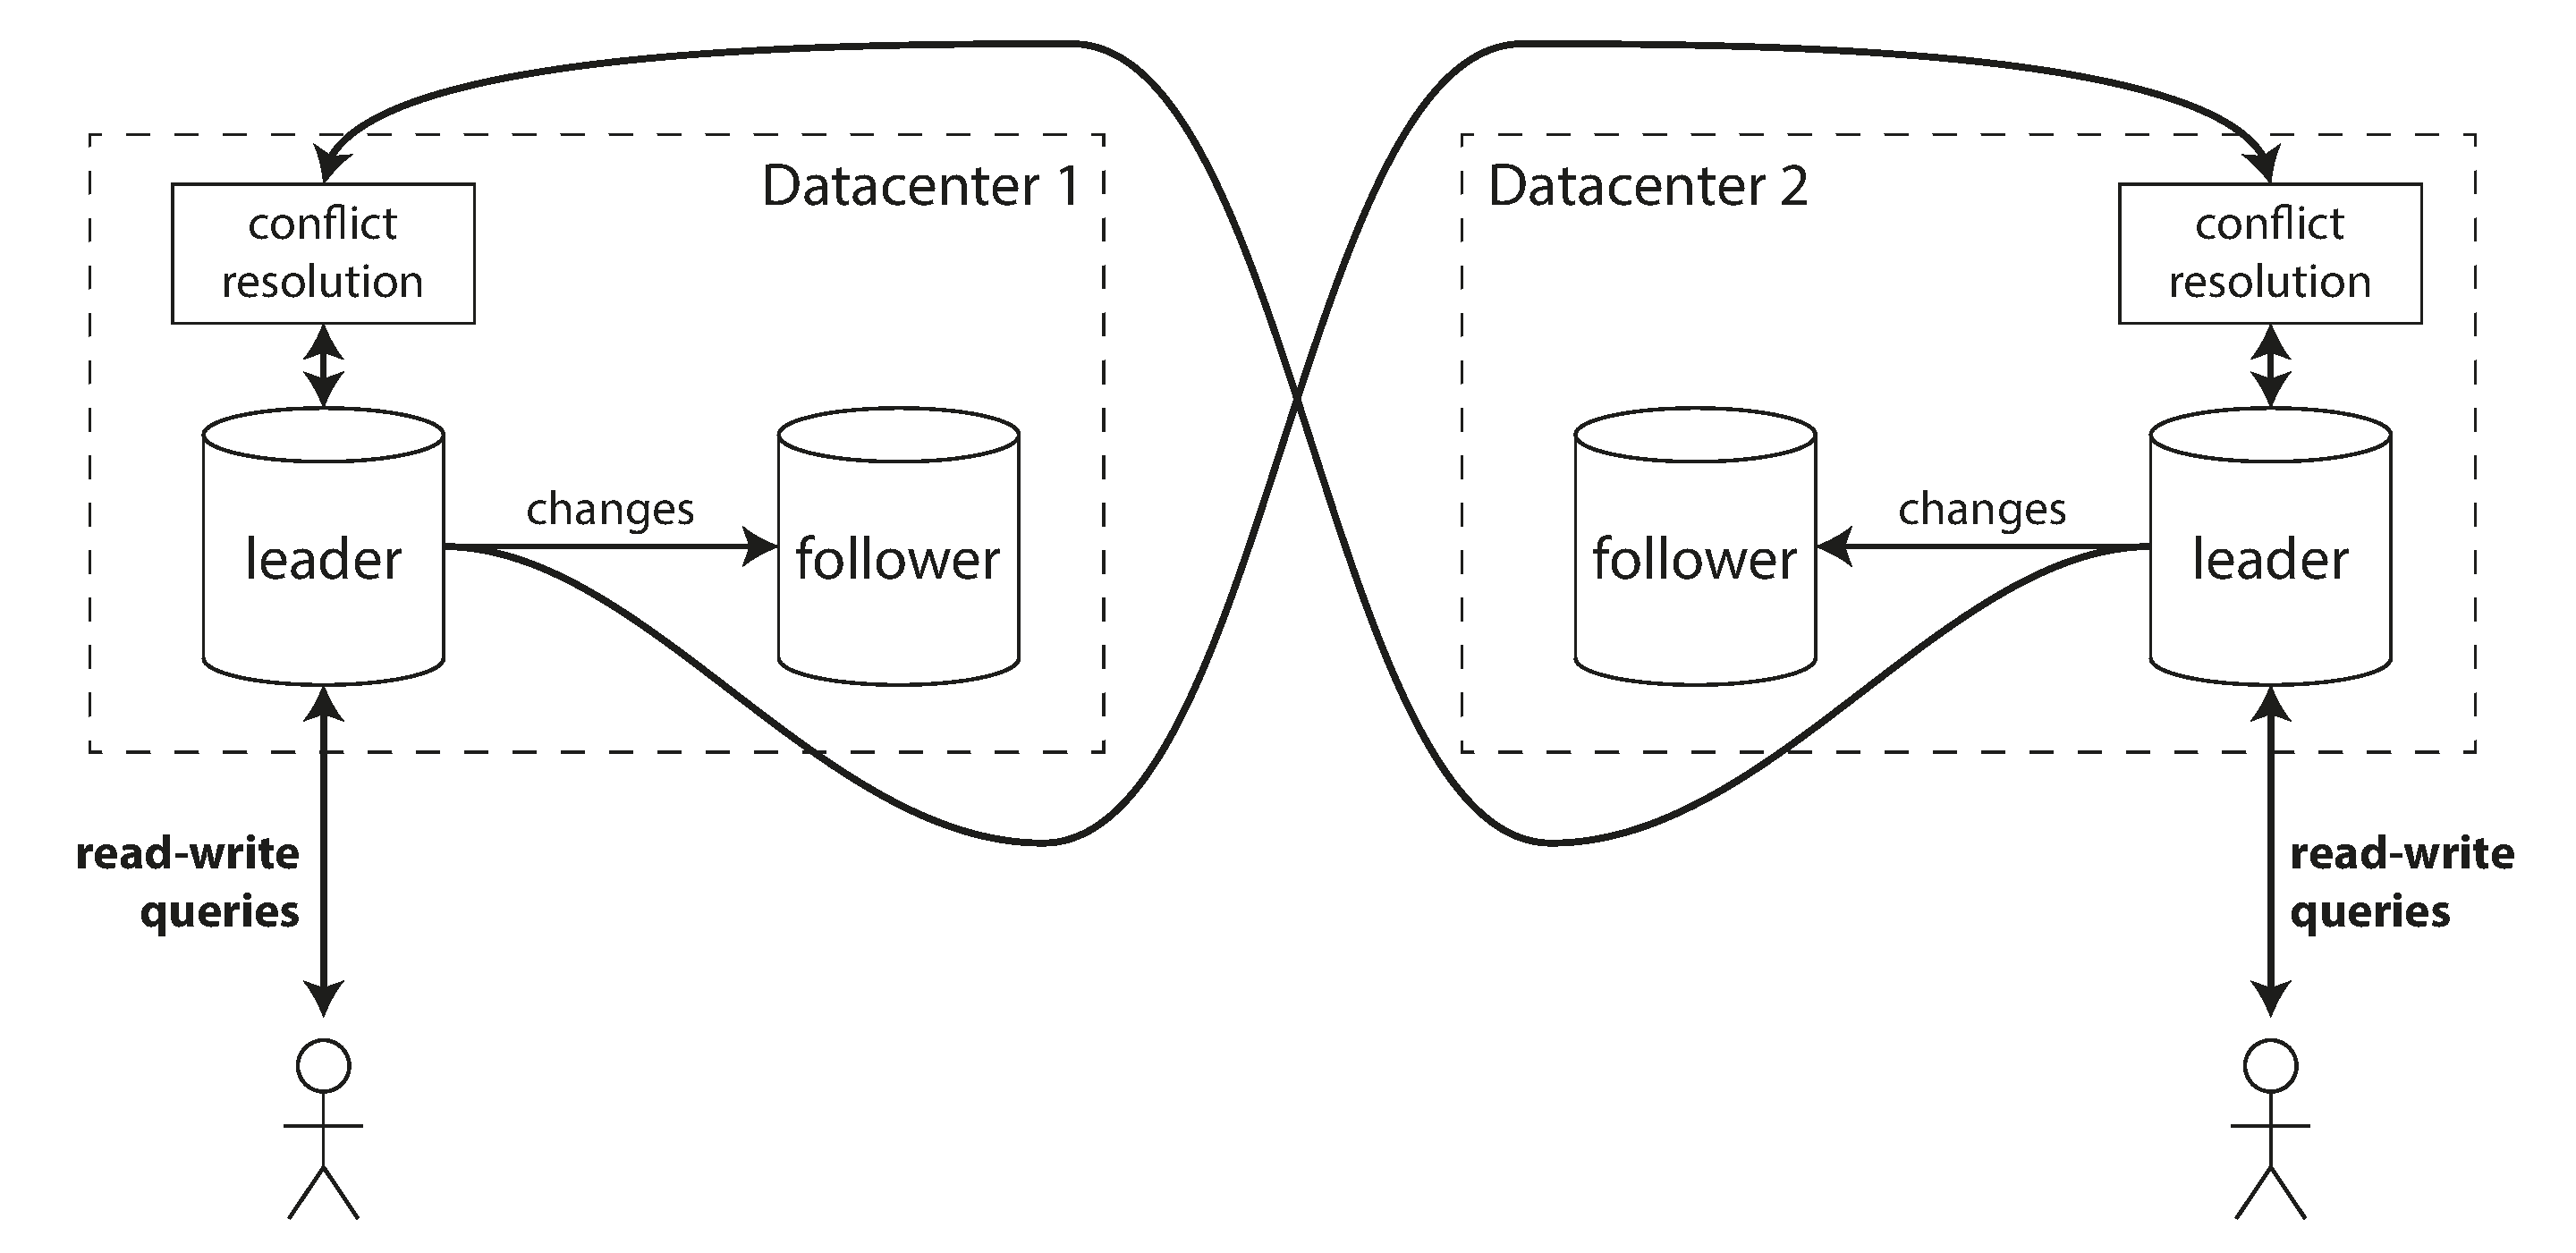 Datacenter 1
conflict
resolution
changes
leader
follower
read-write
queries
Datacenter 2
conflict
resolution
changes
follower
leader
read-write
queries